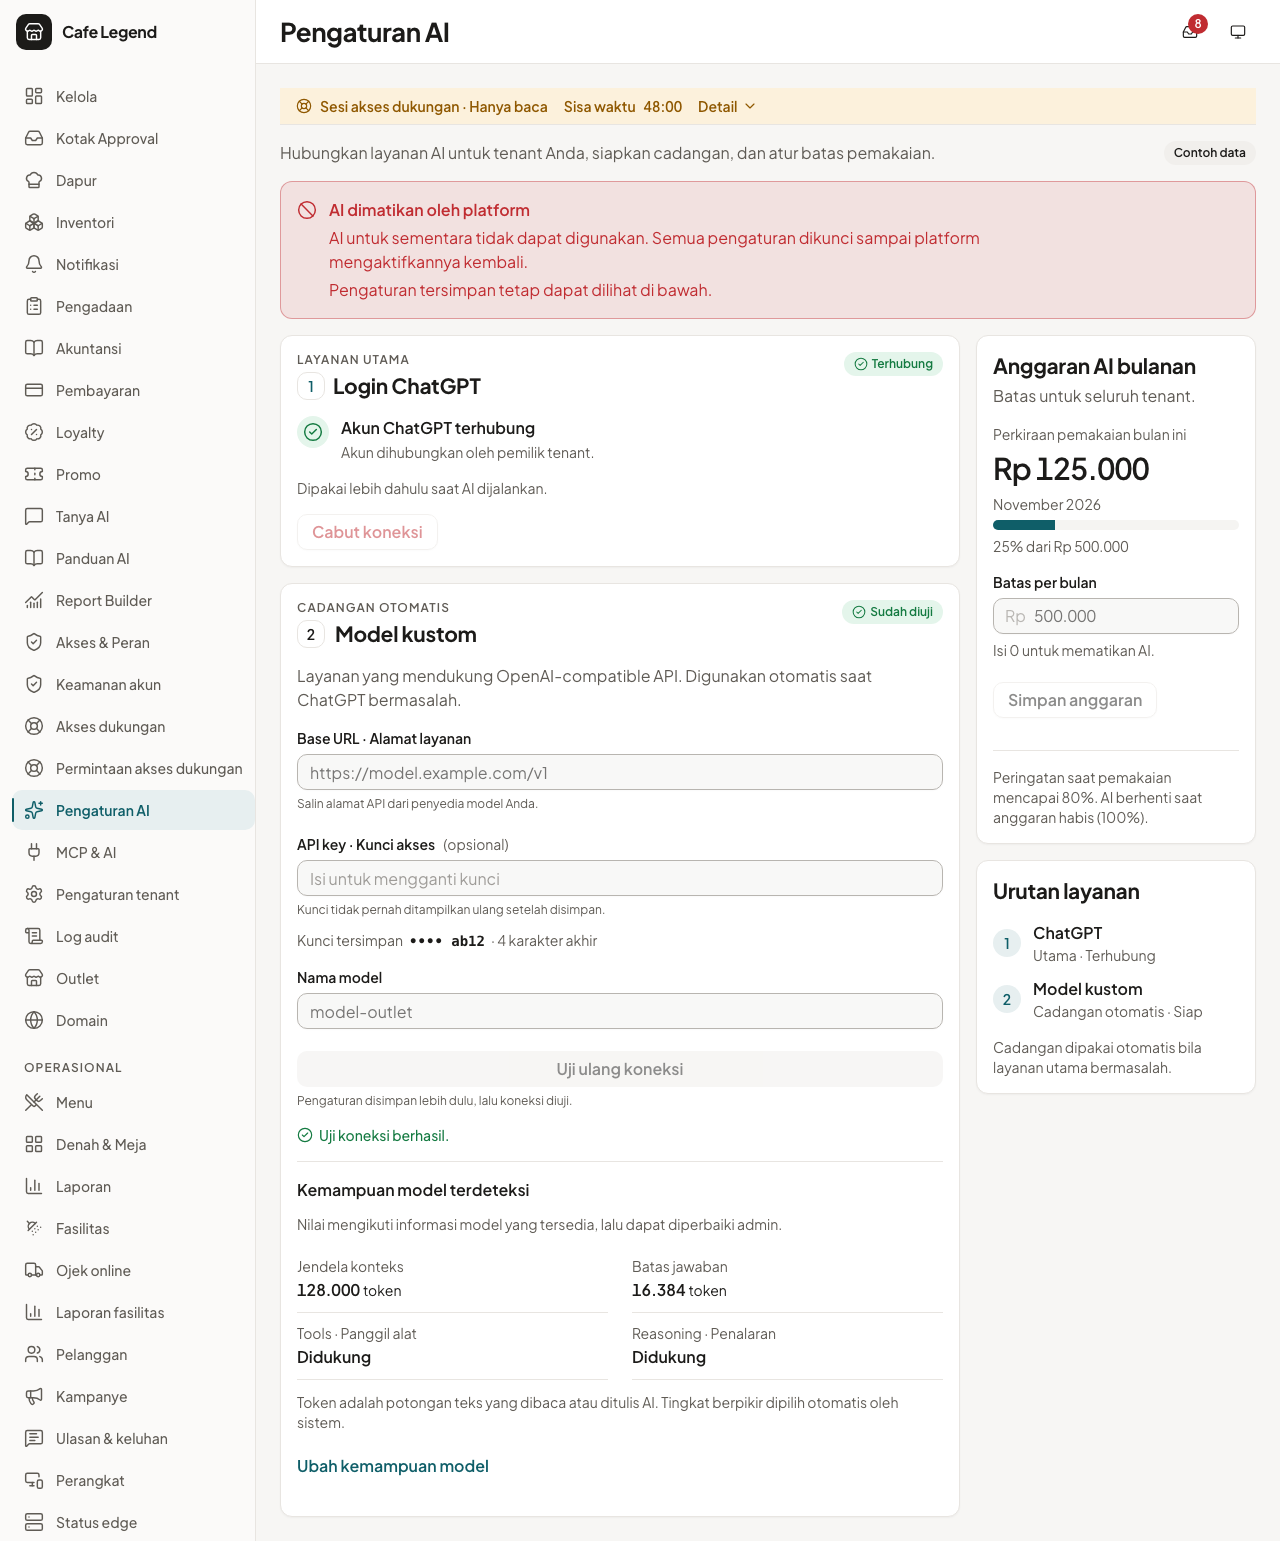 Cafe Legend
Kelola
Kotak Approval
Dapur
Inventori
Notifikasi
Pengadaan
Akuntansi
Pembayaran
Loyalty
Promo
Tanya AI
Panduan AI
Report Builder
Akses & Peran
Keamanan akun
Akses dukungan
Permintaan akses dukungan
Pengaturan AI
MCP & AI
Pengaturan tenant
Log audit
Outlet
Domain
OPERASIONAL
Menu
Denah & Meja
Laporan
Fasilitas
Ojek online
Laporan fasilitas
Pelanggan
Kampanye
Ulasan & keluhan
Perangkat
Status edge
Pengaturan AI
8
Sesi akses dukungan · Hanya baca Sisa waktu 48:00 Detail
Hubungkan layanan AI untuk tenant Anda, siapkan cadangan, dan atur batas pemakaian.
Contoh data
AI dimatikan oleh platform
AI untuk sementara tidak dapat digunakan. Semua pengaturan dikunci sampai platform
mengaktifkannya kembali.
Pengaturan tersimpan tetap dapat dilihat di bawah.
LAYANAN UTAMA
1 Login ChatGPT
Terhubung
Akun ChatGPT terhubung
Akun dihubungkan oleh pemilik tenant.
Dipakai lebih dahulu saat AI dijalankan.
Cabut koneksi
CADANGAN OTOMATIS
2 Model kustom
Sudah diuji
Layanan yang mendukung OpenAI-compatible API. Digunakan otomatis saat
ChatGPT bermasalah.
Base URL · Alamat layanan
https://model.example.com/v1
Salin alamat API dari penyedia model Anda.
API key · Kunci akses (opsional)
Isi untuk mengganti kunci
Kunci tidak pernah ditampilkan ulang setelah disimpan.
Kunci tersimpan •••• ab12 · 4 karakter akhir
Nama model
model-outlet
Uji ulang koneksi
Pengaturan disimpan lebih dulu, lalu koneksi diuji.
Uji koneksi berhasil.
Kemampuan model terdeteksi
Nilai mengikuti informasi model yang tersedia, lalu dapat diperbaiki admin.
Jendela konteks
128.000 token
Batas jawaban
16.384 token
Tools · Panggil alat
Didukung
Reasoning · Penalaran
Didukung
Token adalah potongan teks yang dibaca atau ditulis AI. Tingkat berpikir dipilih otomatis oleh
sistem.
Ubah kemampuan model
Anggaran AI bulanan
Batas untuk seluruh tenant.
Perkiraan pemakaian bulan ini
Rp 125.000
November 2026
25% dari Rp 500.000
Batas per bulan
Rp 500.000
Isi 0 untuk mematikan AI.
Simpan anggaran
Peringatan saat pemakaian
mencapai 80%. AI berhenti saat
anggaran habis (100%).
Urutan layanan
1 ChatGPT
Utama · Terhubung
2 Model kustom
Cadangan otomatis · Siap
Cadangan dipakai otomatis bila
layanan utama bermasalah.